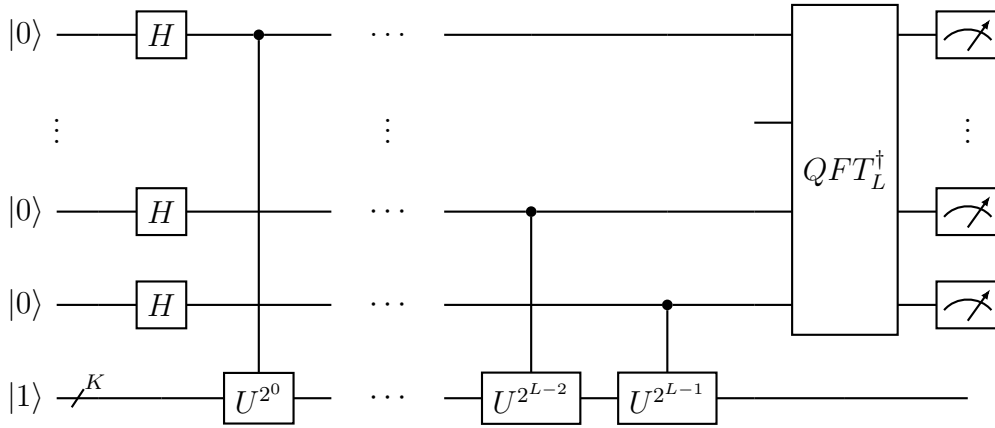 |0⟩ H ···
⋮ ⋮ ⋮
|0⟩ H ···
QFT_L^†
|0⟩ H ···
|1⟩ K U^{2^0} ··· U^{2^{L-2}} U^{2^{L-1}}